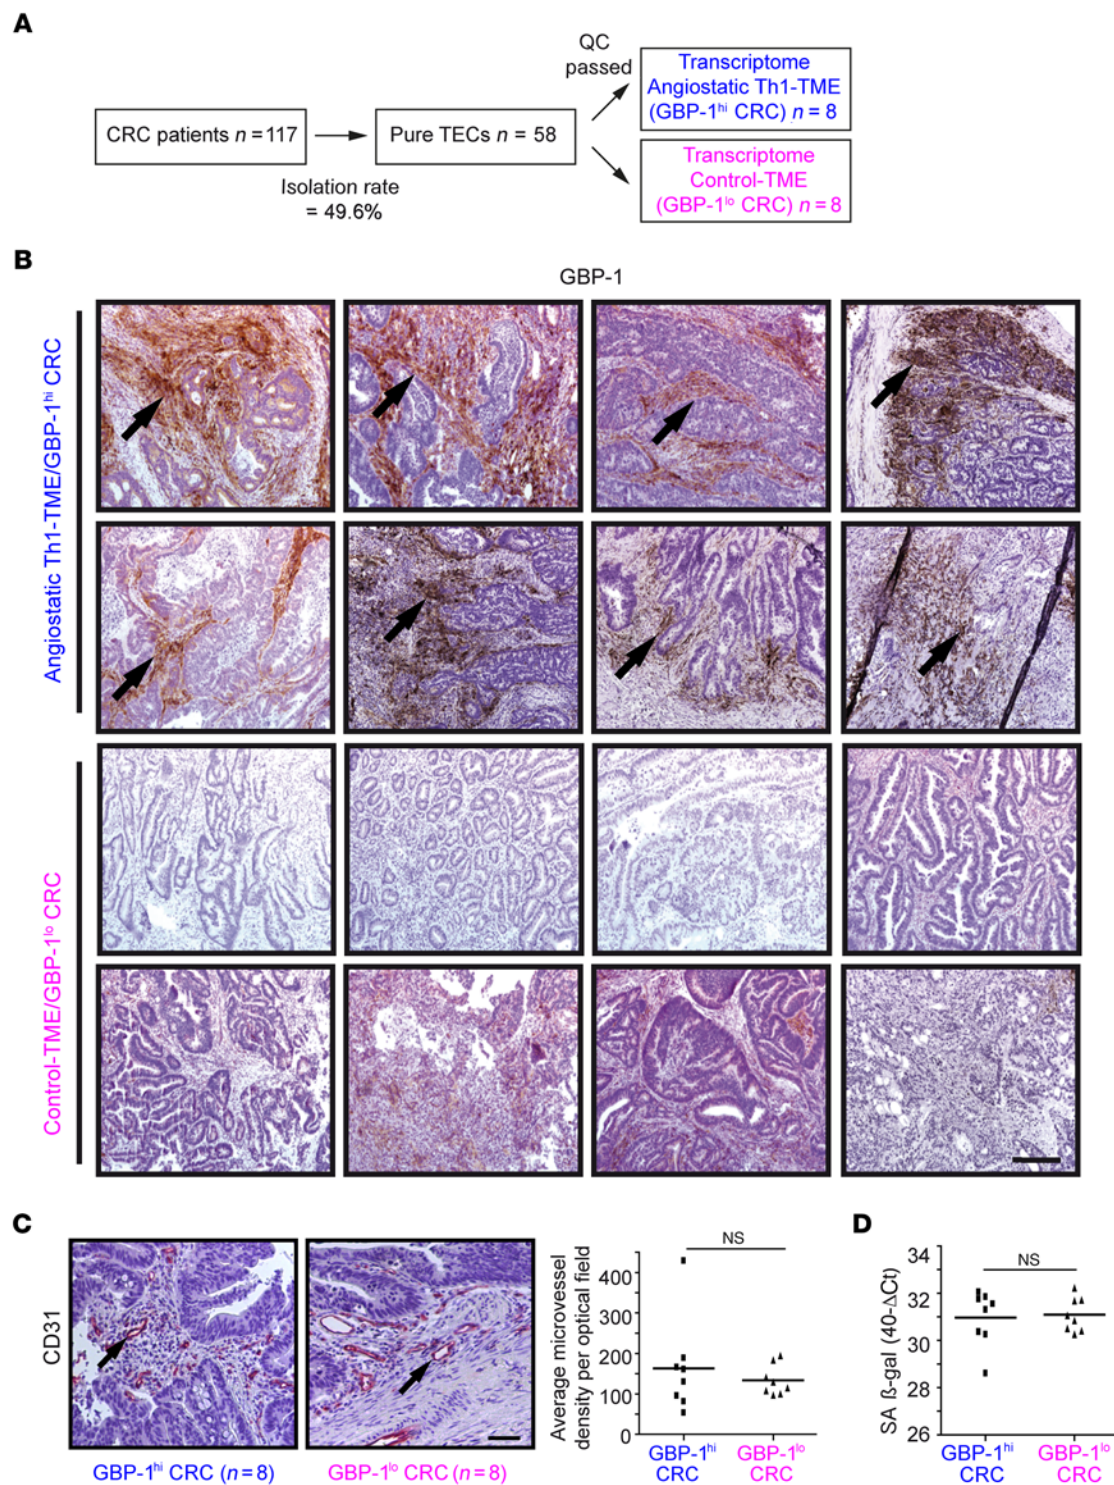 A
QC
passed
Transcriptome
Angiostatic Th1-TME
(GBP-1hi CRC) n = 8
CRC patients n = 117
Pure TECs n = 58
Isolation rate
= 49.6%
Transcriptome
Control-TME
(GBP-1lo CRC) n = 8
B
GBP-1
Angiostatic Th1-TME/GBP-1hi CRC
Control-TME/GBP-1lo CRC
C
CD31
GBP-1hi CRC (n = 8)
GBP-1lo CRC (n = 8)
Average microvessel
density per optical field
NS
400
300
200
100
0
GBP-1hi
CRC
GBP-1lo
CRC
D
SA ß-gal (40-ΔCt)
NS
34
32
30
28
26
GBP-1hi
CRC
GBP-1lo
CRC